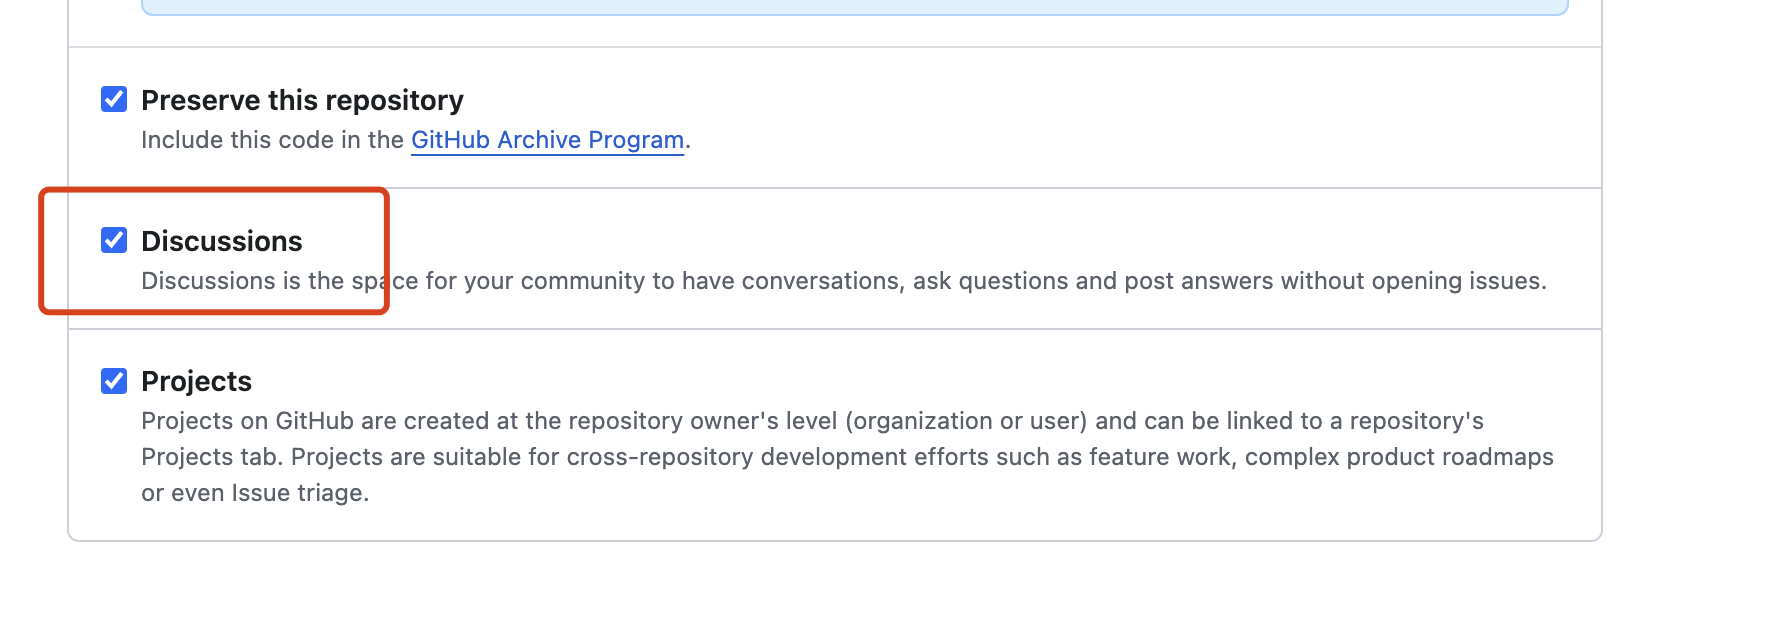 Preserve this repository
Include this code in the GitHub Archive Program.
Discussions
Discussions is the space for your community to have conversations, ask questions and post answers without opening issues.
Projects
Projects on GitHub are created at the repository owner's level (organization or user) and can be linked to a repository's
Projects tab. Projects are suitable for cross-repository development efforts such as feature work, complex product roadmaps
or even Issue triage.